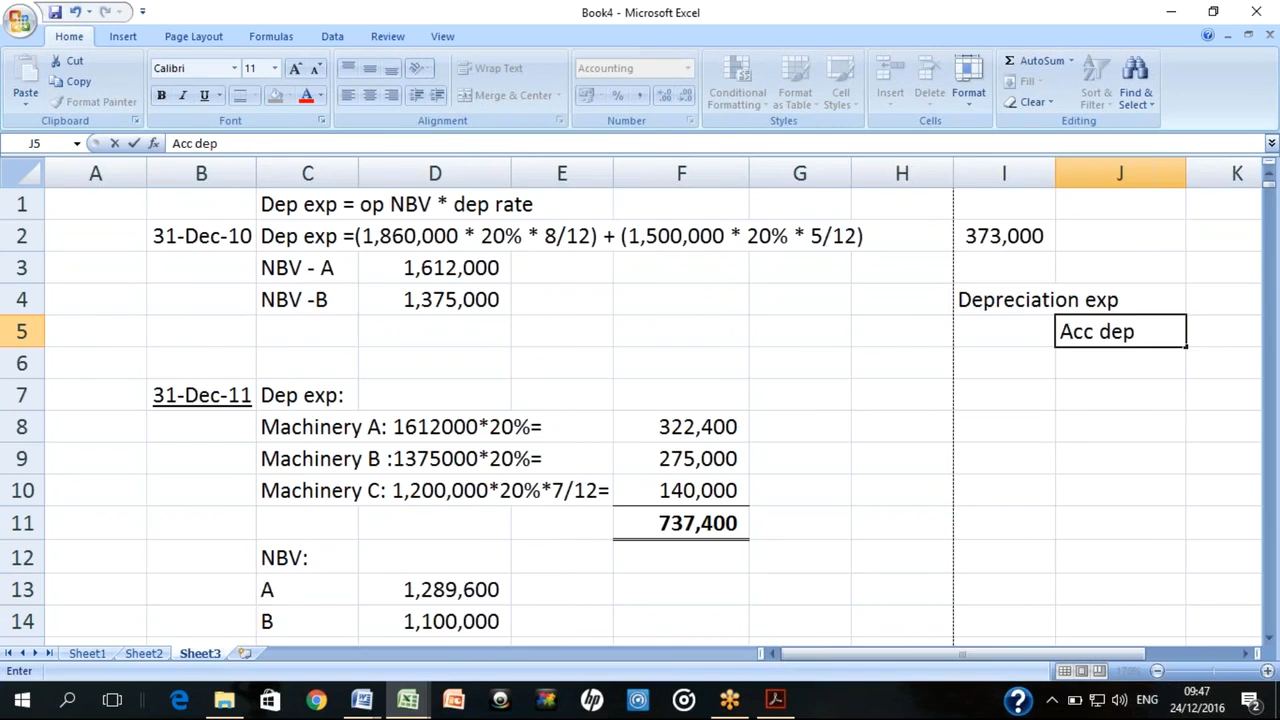 Book4 - Microsoft Excel
Home Insert Page Layout Formulas Data Review View
Paste
Cut
Copy
Format Painter
Clipboard
Calibri 11
B I U
Font
Wrap Text
Merge & Center
Alignment
Accounting
%
Number
Conditional Formatting
Format as Table
Cell Styles
Styles
Insert
Delete
Format
Cells
AutoSum
Fill
Clear
Sort & Filter
Find & Select
Editing
J5 fx Acc dep
A B C D E F G H I J K
1 Dep exp = op NBV * dep rate
2 31-Dec-10 Dep exp =(1,860,000 * 20% * 8/12) + (1,500,000 * 20% * 5/12) 373,000
3 NBV - A 1,612,000
4 NBV -B 1,375,000 Depreciation exp
5 Acc dep
6
7 31-Dec-11 Dep exp:
8 Machinery A: 1612000*20%= 322,400
9 Machinery B :1375000*20%= 275,000
10 Machinery C: 1,200,000*20%*7/12= 140,000
11 737,400
12 NBV:
13 A 1,289,600
14 B 1,100,000
Sheet1 Sheet2 Sheet3
Enter
ENG
09:47
24/12/2016